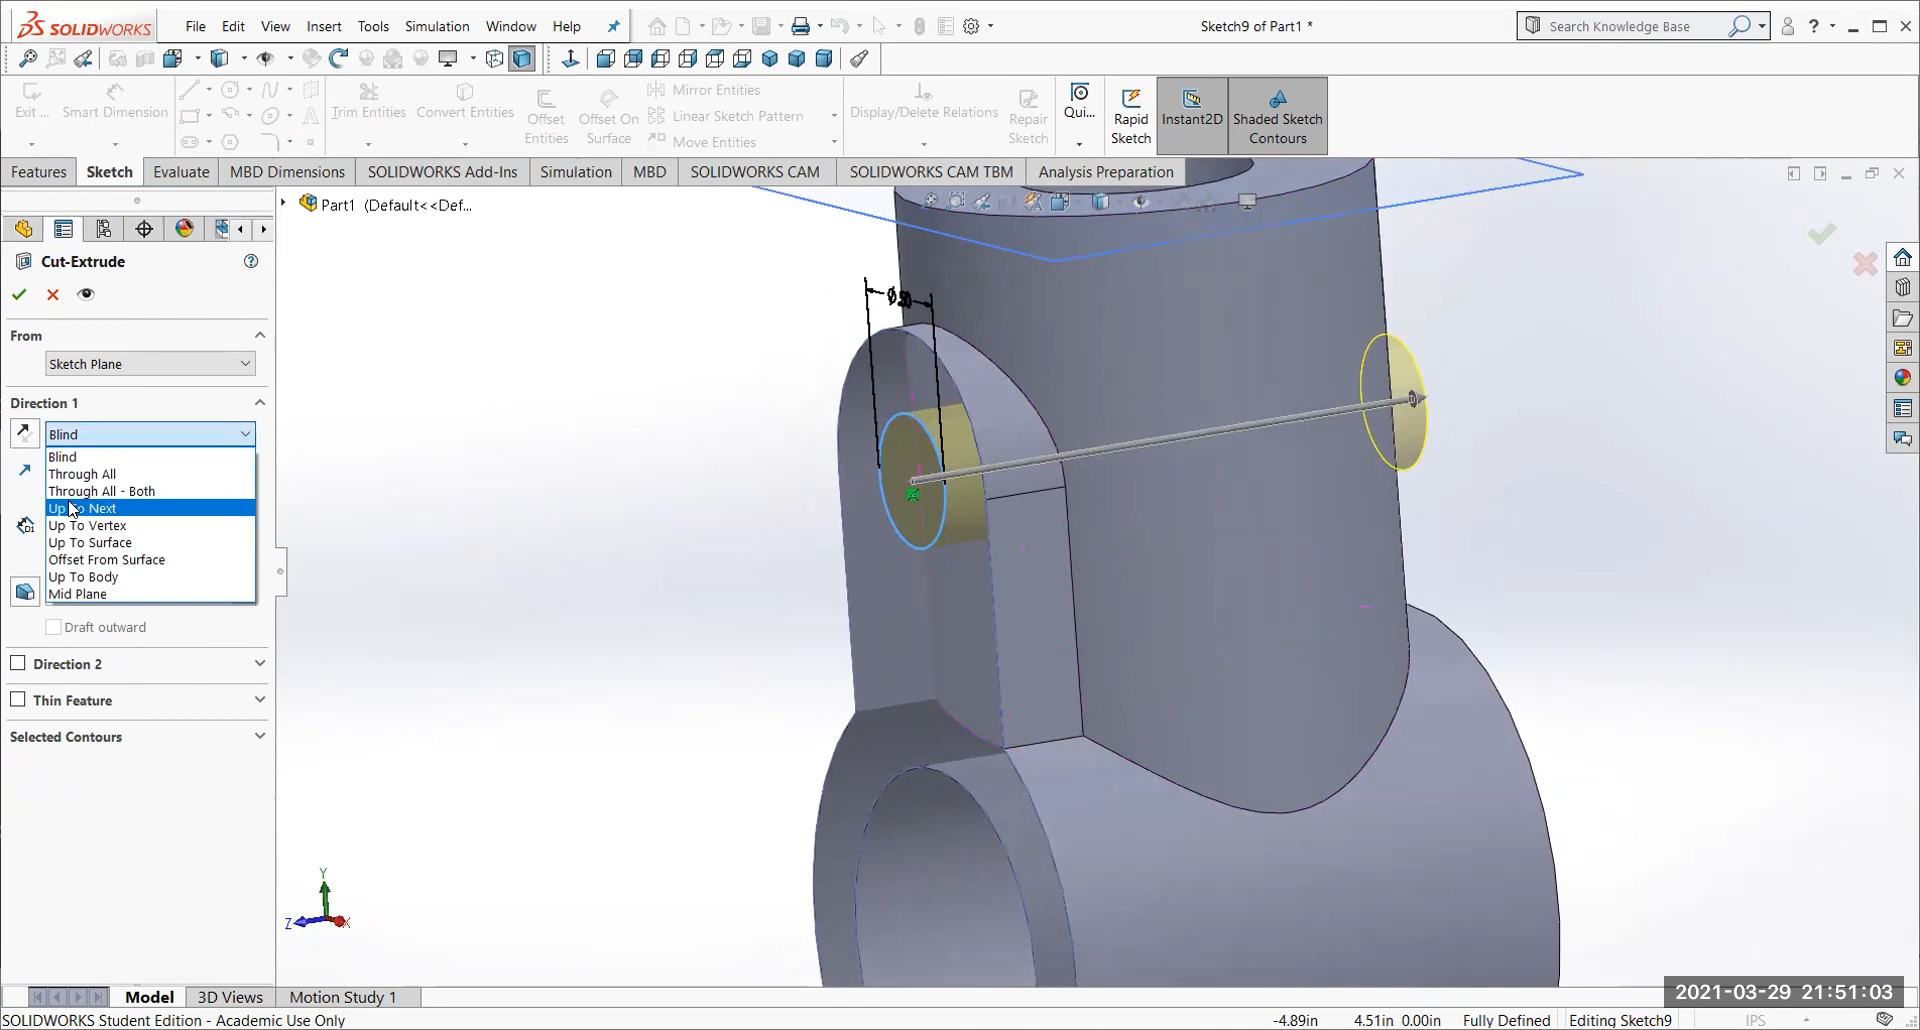 SOLIDWORKS File Edit View Insert Tools Simulation Window Help Sketch9 of Part1 * Search Knowledge Base ?
Exit ... Smart Dimension Trim Entities Convert Entities Offset Entities Offset On Surface Mirror Entities Linear Sketch Pattern Move Entities Display/Delete Relations Repair Sketch Qui... Rapid Sketch Instant2D Shaded Sketch Contours
Features Sketch Evaluate MBD Dimensions SOLIDWORKS Add-Ins Simulation MBD SOLIDWORKS CAM SOLIDWORKS CAM TBM Analysis Preparation
Part1 (Default<<Def...
Cut-Extrude
From
Sketch Plane
Direction 1
Blind
Blind
Through All
Through All - Both
Up To Next
Up To Vertex
Up To Surface
Offset From Surface
Up To Body
Mid Plane
Draft outward
Direction 2
Thin Feature
Selected Contours
Y
Z X
Model 3D Views Motion Study 1
2021-03-29 21:51:03
SOLIDWORKS Student Edition - Academic Use Only -4.89in 4.51in 0.00in Fully Defined Editing Sketch9 IPS